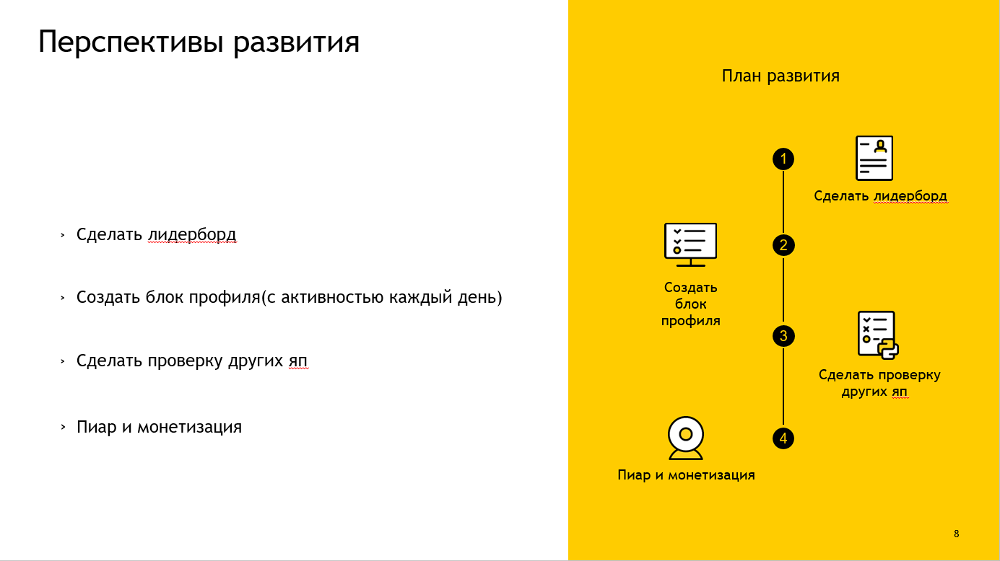 Перспективы развития
› Сделать лидерборд
› Создать блок профиля(с активностью каждый день)
› Сделать проверку других яп
› Пиар и монетизация
План развития
1
Сделать лидерборд
2
Создать
блок
профиля
3
Сделать проверку
других яп
4
Пиар и монетизация
8